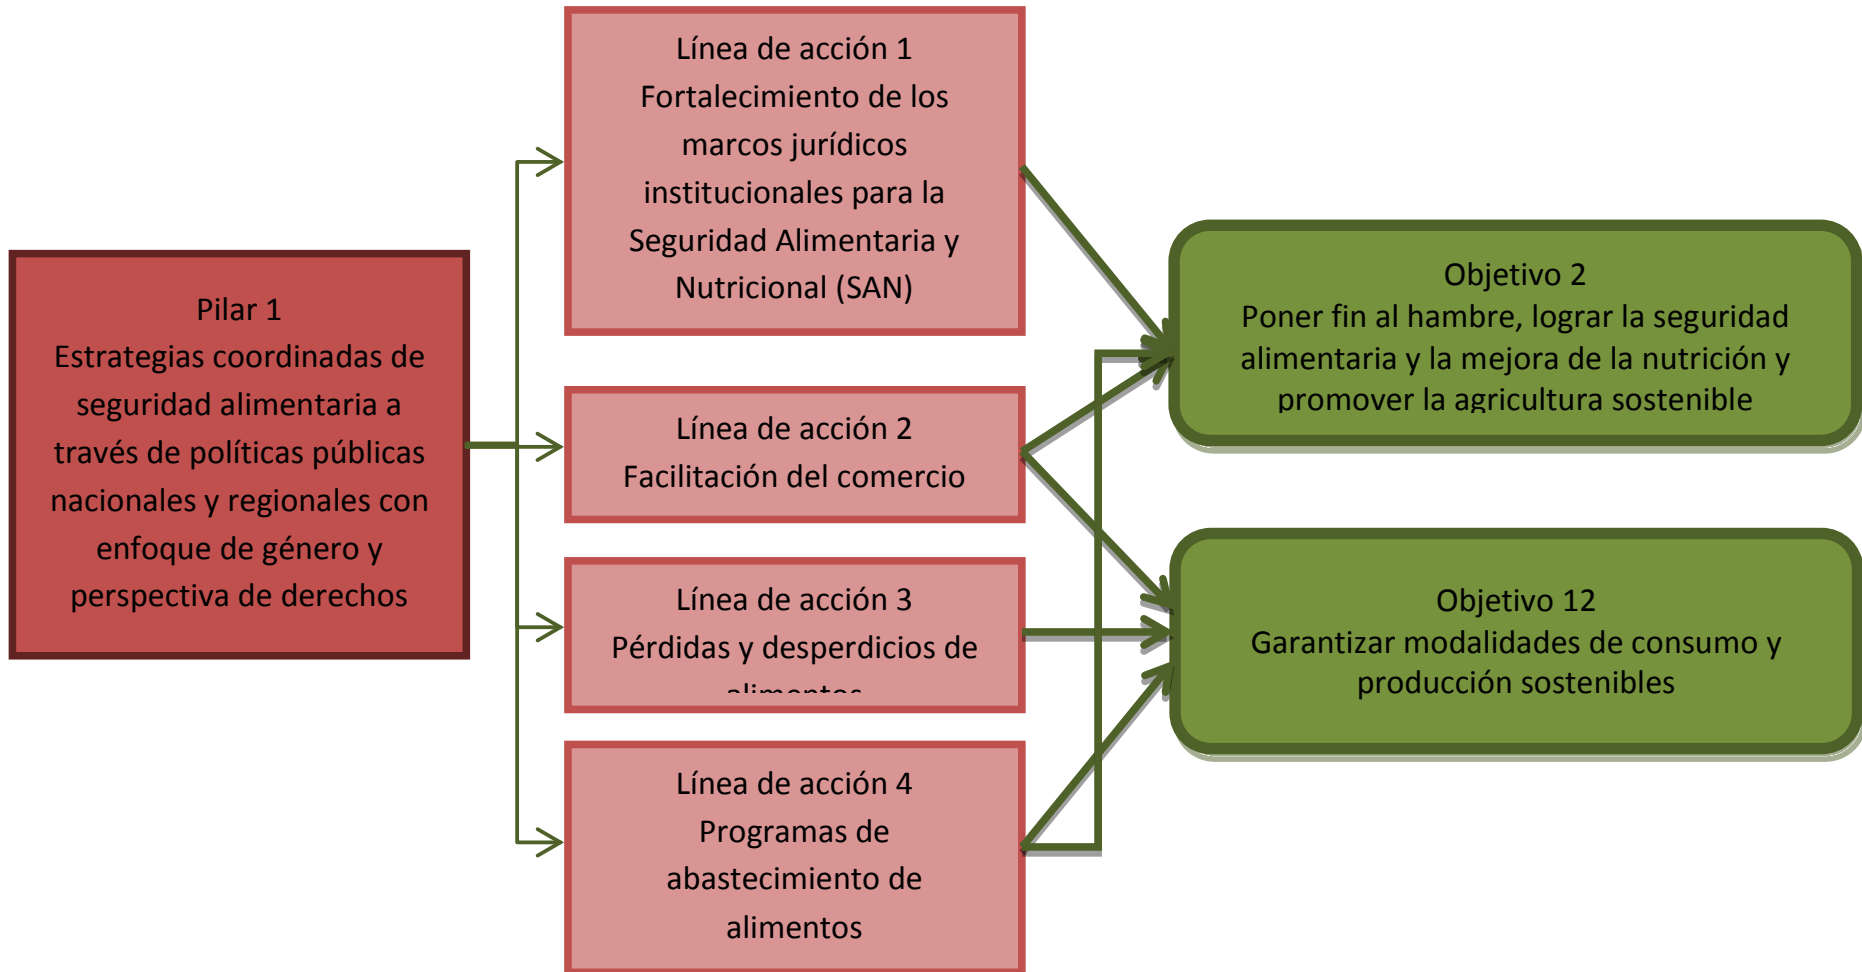 Pilar 1
Estrategias coordinadas de
seguridad alimentaria a
través de políticas públicas
nacionales y regionales con
enfoque de género y
perspectiva de derechos
Línea de acción 1
Fortalecimiento de los
marcos jurídicos
institucionales para la
Seguridad Alimentaria y
Nutricional (SAN)
Línea de acción 2
Facilitación del comercio
Línea de acción 3
Pérdidas y desperdicios de
alimentos
Línea de acción 4
Programas de
abastecimiento de
alimentos
Objetivo 2
Poner fin al hambre, lograr la seguridad
alimentaria y la mejora de la nutrición y
promover la agricultura sostenible
Objetivo 12
Garantizar modalidades de consumo y
producción sostenibles